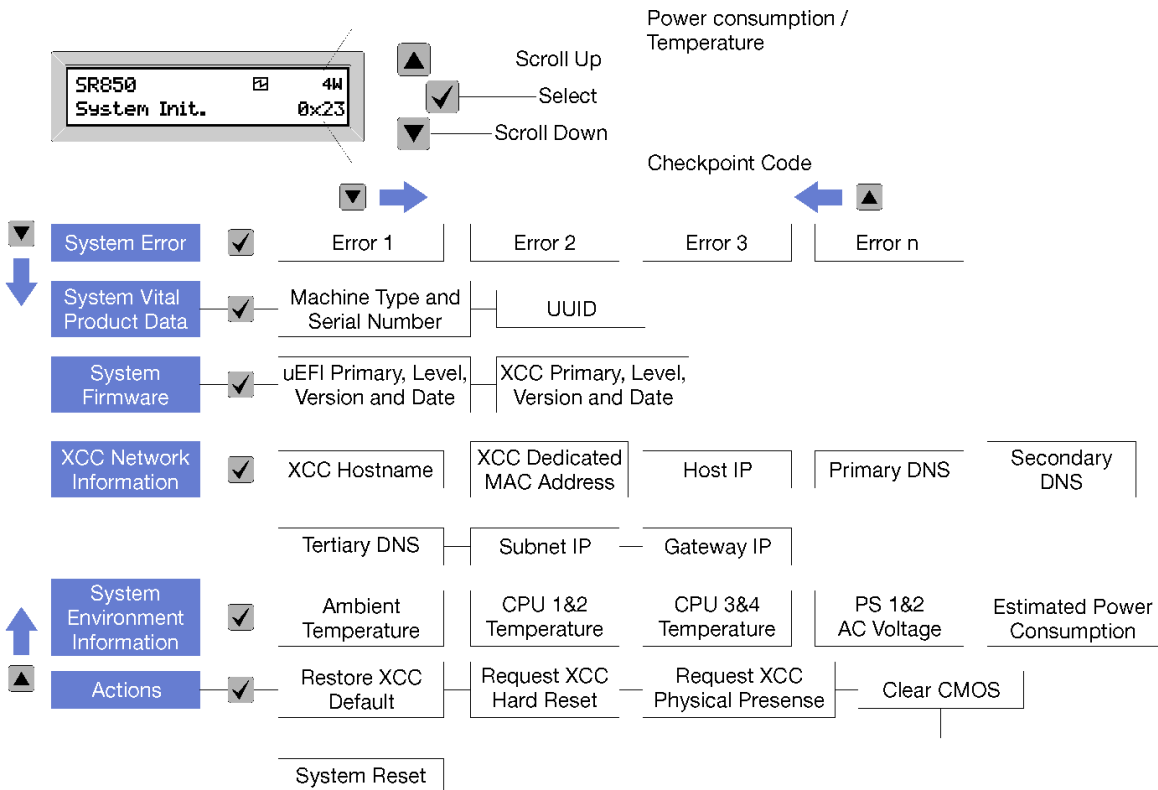 Power consumption /
Temperature
SR850 4W
System Init. 0x23
Scroll Up
Select
Scroll Down
Checkpoint Code
System Error
Error 1
Error 2
Error 3
Error n
System Vital
Product Data
Machine Type and
Serial Number
UUID
System
Firmware
uEFI Primary, Level,
Version and Date
XCC Primary, Level,
Version and Date
XCC Network
Information
XCC Hostname
XCC Dedicated
MAC Address
Host IP
Primary DNS
Secondary
DNS
Tertiary DNS
Subnet IP
Gateway IP
System
Environment
Information
Ambient
Temperature
CPU 1&2
Temperature
CPU 3&4
Temperature
PS 1&2
AC Voltage
Estimated Power
Consumption
Actions
Restore XCC
Default
Request XCC
Hard Reset
Request XCC
Physical Presense
Clear CMOS
System Reset